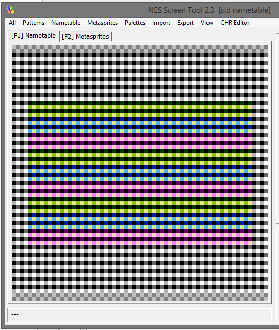 NES Screen Tool 2.3 [std nametable]
All Patterns Nametable Metasprites Palettes Import Export View CHR Editor
[F1] Nametable [F2] Metasprites
---